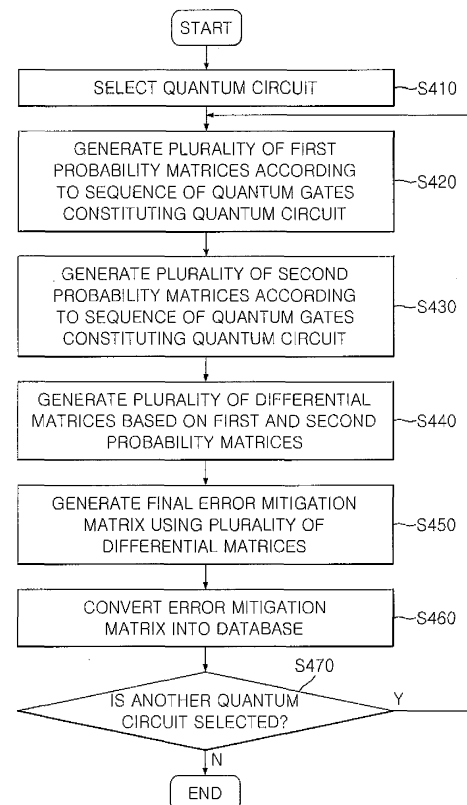 START
SELECT QUANTUM CIRCUIT
S410
GENERATE PLURALITY OF FIRST
PROBABILITY MATRICES ACCORDING
TO SEQUENCE OF QUANTUM GATES
CONSTITUTING QUANTUM CIRCUIT
S420
GENERATE PLURALITY OF SECOND
PROBABILITY MATRICES ACCORDING
TO SEQUENCE OF QUANTUM GATES
CONSTITUTING QUANTUM CIRCUIT
S430
GENERATE PLURALITY OF DIFFERENTIAL
MATRICES BASED ON FIRST AND SECOND
PROBABILITY MATRICES
S440
GENERATE FINAL ERROR MITIGATION
MATRIX USING PLURALITY OF
DIFFERENTIAL MATRICES
S450
CONVERT ERROR MITIGATION
MATRIX INTO DATABASE
S460
S470
IS ANOTHER QUANTUM
CIRCUIT SELECTED?
Y
N
END